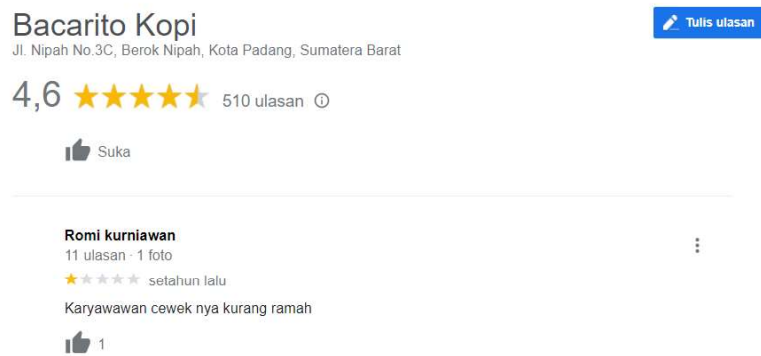 Bacarito Kopi
Tulis ulasan
Jl. Nipah No.3C, Berok Nipah, Kota Padang, Sumatera Barat
4,6 510 ulasan
Suka
Romi kurniawan
11 ulasan · 1 foto
setahun lalu
Karyawawan cewek nya kurang ramah
1